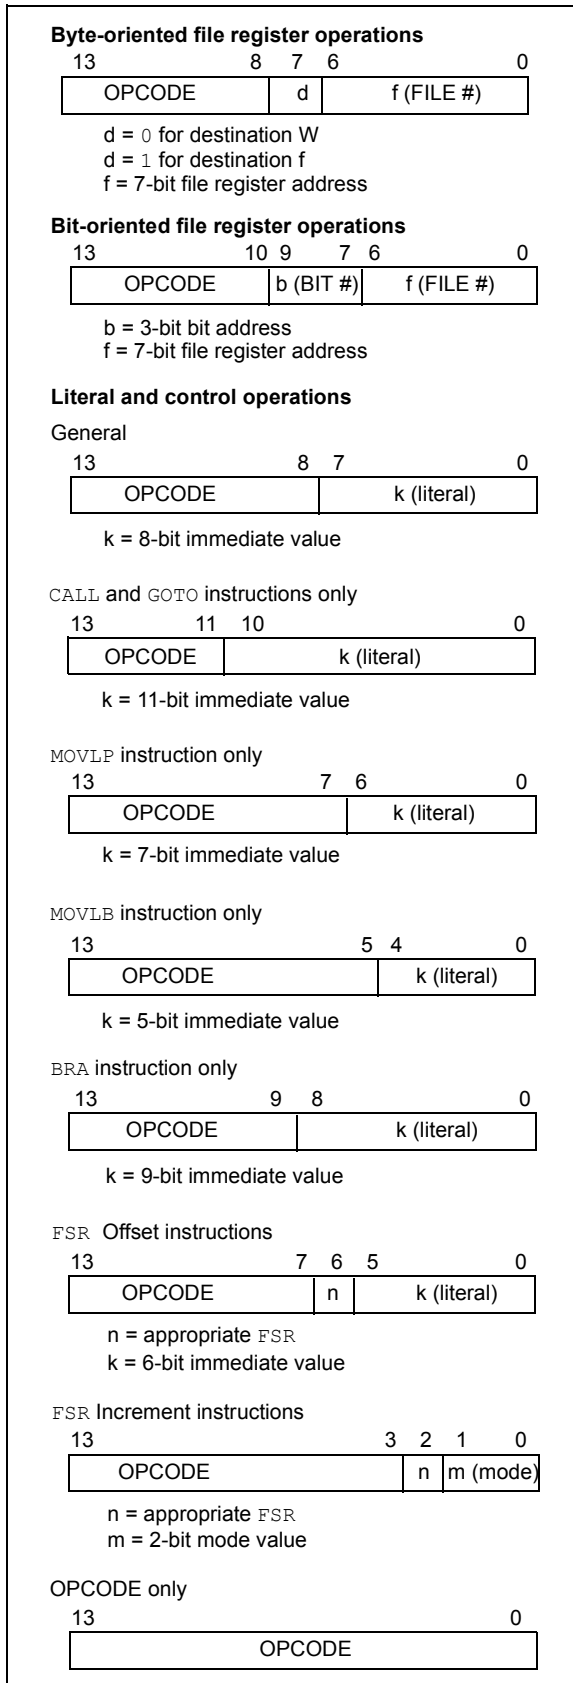 Byte-oriented file register operations
13 8 7 6 0
OPCODE d f (FILE #)
d = 0 for destination W
d = 1 for destination f
f = 7-bit file register address
Bit-oriented file register operations
13 10 9 7 6 0
OPCODE b (BIT #) f (FILE #)
b = 3-bit bit address
f = 7-bit file register address
Literal and control operations
General
13 8 7 0
OPCODE k (literal)
k = 8-bit immediate value
CALL and GOTO instructions only
13 11 10 0
OPCODE k (literal)
k = 11-bit immediate value
MOVLP instruction only
13 7 6 0
OPCODE k (literal)
k = 7-bit immediate value
MOVLB instruction only
13 5 4 0
OPCODE k (literal)
k = 5-bit immediate value
BRA instruction only
13 9 8 0
OPCODE k (literal)
k = 9-bit immediate value
FSR Offset instructions
13 7 6 5 0
OPCODE n k (literal)
n = appropriate FSR
k = 6-bit immediate value
FSR Increment instructions
13 3 2 1 0
OPCODE n m (mode)
n = appropriate FSR
m = 2-bit mode value
OPCODE only
13 0
OPCODE